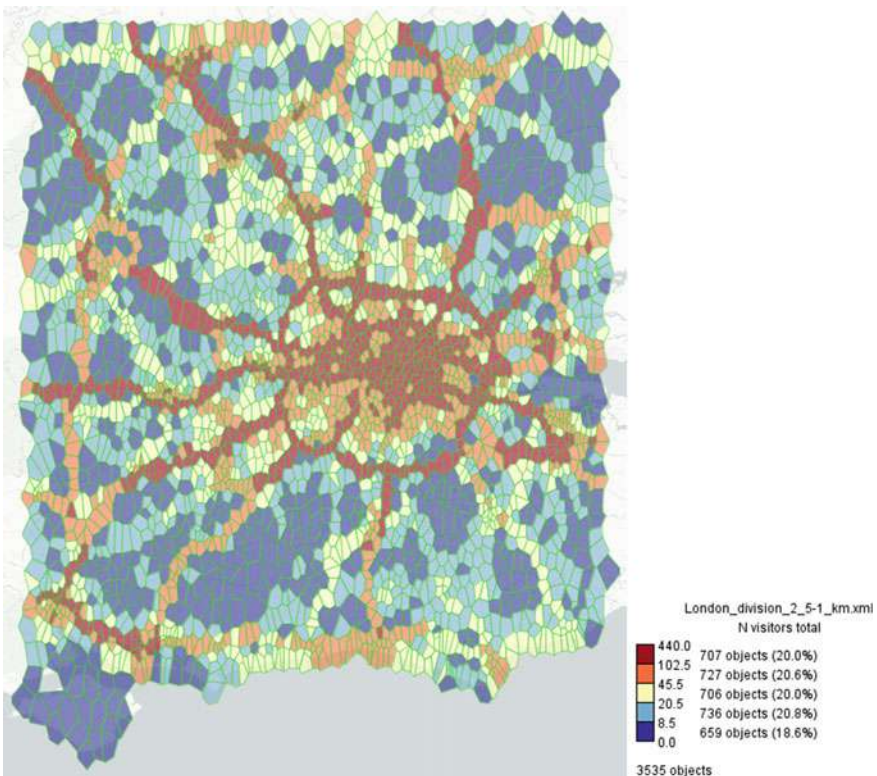 London_division_2_5-1_km.xml
N visitors total
440.0
707 objects (20.0%)
102.5
727 objects (20.6%)
45.5
706 objects (20.0%)
20.5
736 objects (20.8%)
8.5
659 objects (18.6%)
0.0
3535 objects